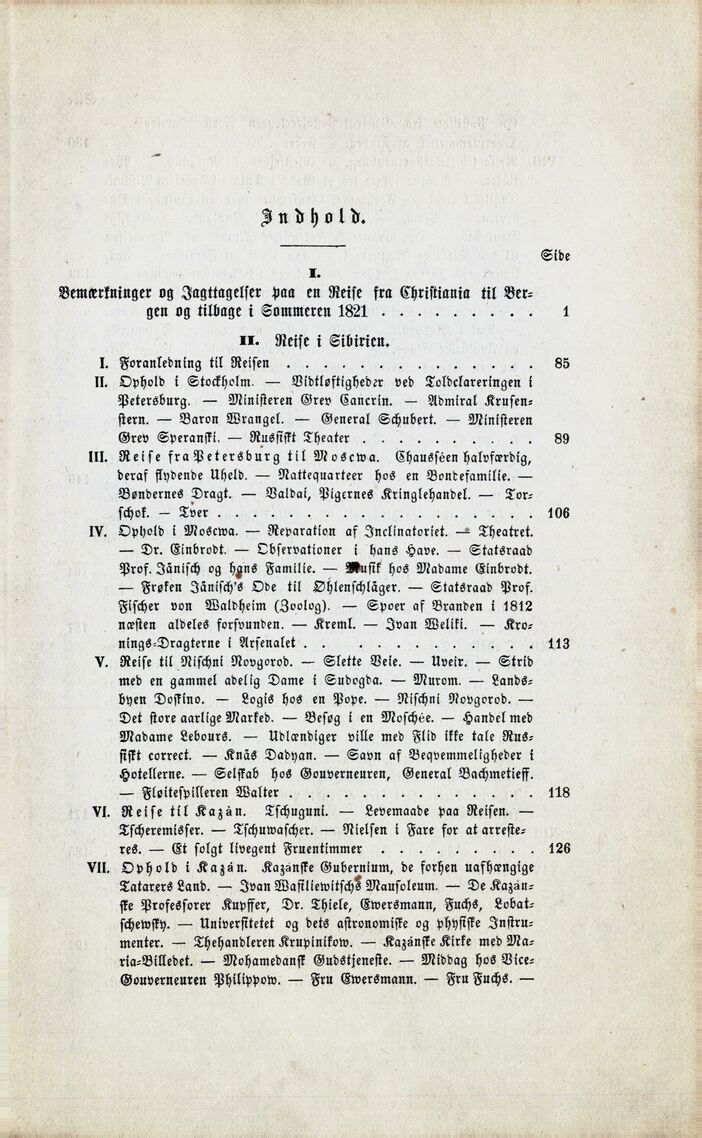 Indhold.
Side
I.
Bemærkninger og Jagttagelser paa en Reise fra Christiania til Ber-
gen og tilbage i Sommeren 1821 . . . . . . . . . 1
II. Reise i Sibirien.
I. Foranledning til Reisen . . . . . . . . . . . . . . 85
II. Ophold i Stockholm. — Vidtløftigheder ved Toldclareringen i
Petersburg. — Ministeren Grev Cancrin. — Admiral Krusen-
stern. — Baron Wrangel. — General Schubert. — Ministeren
Grev Speranski. — Russiskt Theater . . . . . . . . . 89
III. Reise fra Petersburg til Moscwa. Chausséen halvfærdig,
deraf flydende Uheld. — Nattequarteer hos en Bondefamilie. —
Bøndernes Dragt. — Valdai, Pigernes Kringlehandel. — Tor-
schok. — Tver . . . . . . . . . . . . . . . . . 106
IV. Ophold i Moscwa. — Reparation af Inclinatoriet. — Theatret.
— Dr. Einbrodt. — Observationer i hans Have. — Statsraad
Prof. Jänisch og hans Familie. — Musik hos Madame Einbrodt.
— Frøken Jänisch's Ode til Øhlenschläger. — Statsraad Prof.
Fischer von Waldheim (Zoolog). — Spoer af Branden i 1812
næsten aldeles forsvunden. — Kreml. — Ivan Weliki. — Kro-
nings-Dragterne i Arsenalet . . . . . . . . . . . . 113
V. Reise til Nischni Novgorod. — Slette Veie. — Uveir. — Strid
med en gammel adelig Dame i Sudogda. — Murom. — Lands-
byen Doskino. — Logis hos en Pope. — Nischni Novgorod. —
Det store aarlige Marked. — Besøg i en Moschée. — Handel med
Madame Lebours. — Udlændiger ville med Flid ikke tale Rus-
siskt correct. — Knäs Dadyan. — Savn af Beqvemmeligheder i
Hotellerne. — Selskab hos Gouverneuren, General Bachmetieff.
— Fløitespilleren Walter . . . . . . . . . . . . . 118
VI. Reise til Kazán. Tschuguni. — Levemaade paa Reisen. —
Tscheremisser. — Tschuwascher. — Nielsen i Fare for at arreste-
res. — Et solgt livegent Fruentimmer . . . . . . . . 126
VII. Ophold i Kazán. Kazánske Gubernium, de forhen uafhængige
Tatarers Land. — Ivan Wasiliewitschs Mausoleum. — De Kazán-
ske Professorer Kupffer, Dr. Thiele, Ewersmann, Fuchs, Lobat-
schewsky. — Universitetet og dets astronomiske og physiske Instru-
menter. — Thehandleren Krupinikow. — Kazánske Kirke med Ma-
ria-Billedet. — Mohamedansk Gudstjeneste. — Middag hos Vice-
Gouverneuren Philippow. — Fru Ewersmann. — Fru Fuchs. —